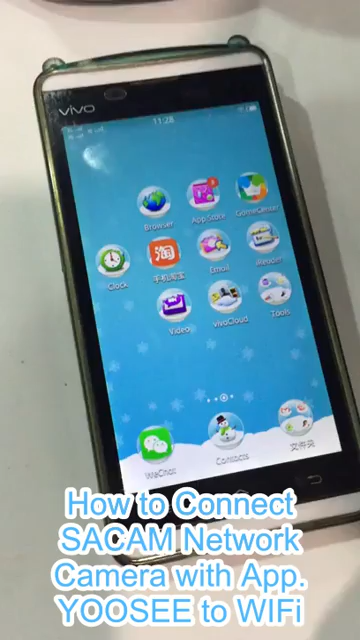 vivo
11:28
Browser
App Store
GameCenter
Clock
手机淘宝
Email
iReader
Video
vivoCloud
Tools
WeChat
Contacts
文件夹
How to Connect
SACAM Network
Camera with App.
YOOSEE to WIFi